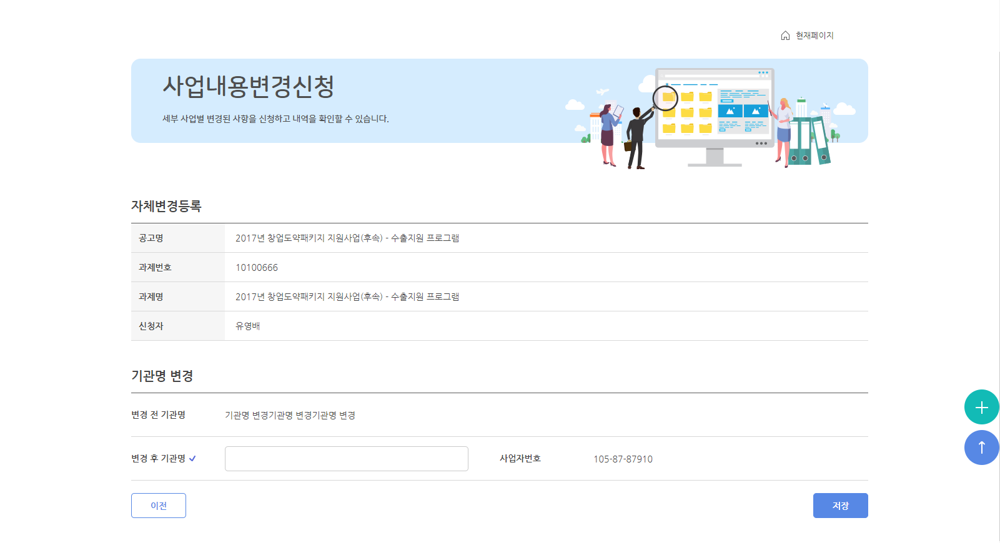 현재페이지
사업내용변경신청
세부 사업별 변경된 사항을 신청하고 내역을 확인할 수 있습니다.
자체변경등록
공고명 2017년 창업도약패키지 지원사업(후속) - 수출지원 프로그램
과제번호 10100666
과제명 2017년 창업도약패키지 지원사업(후속) - 수출지원 프로그램
신청자 유영배
기관명 변경
변경 전 기관명 기관명 변경기관명 변경기관명 변경
변경 후 기관명 사업자번호 105-87-87910
이전 저장